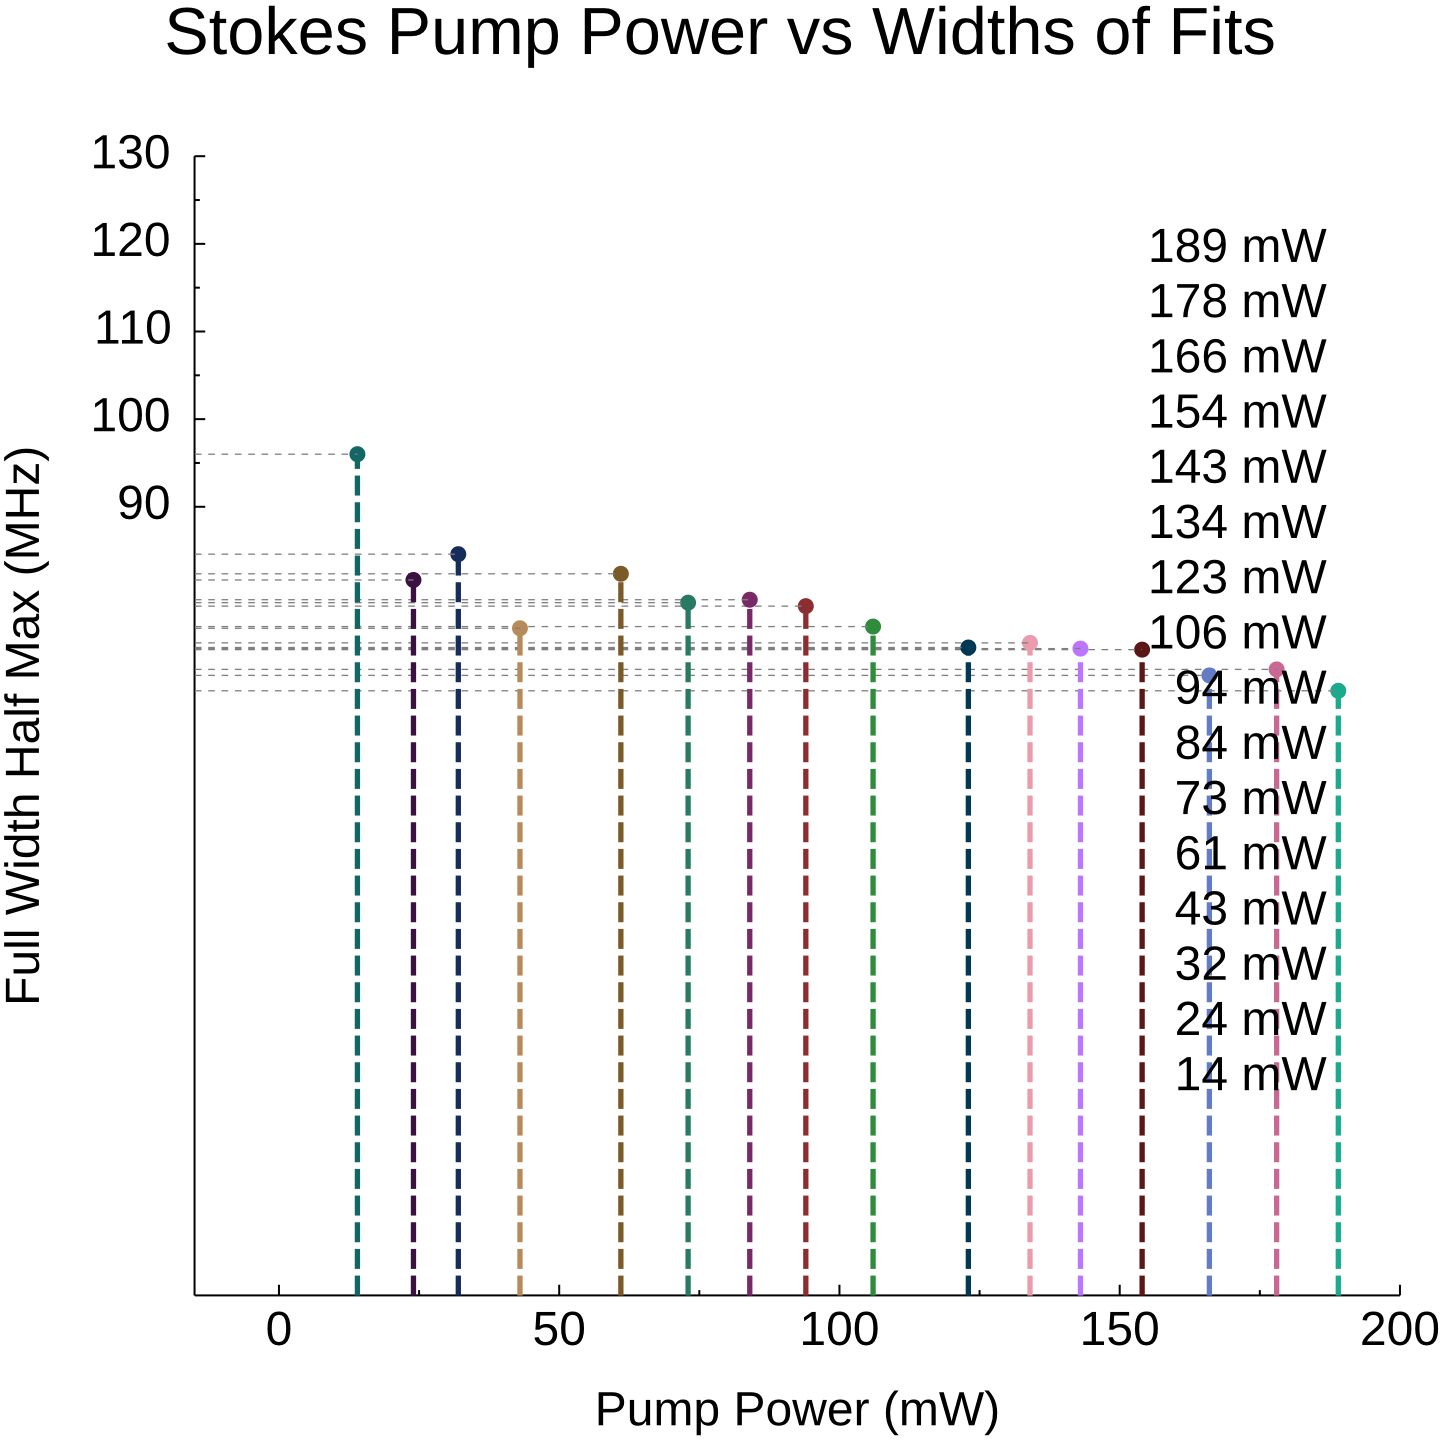 Stokes Pump Power vs Widths of Fits
130
120
110
100
90
Full Width Half Max (MHz)
189 mW
178 mW
166 mW
154 mW
143 mW
134 mW
123 mW
106 mW
94 mW
84 mW
73 mW
61 mW
43 mW
32 mW
24 mW
14 mW
0 50 100 150 200
Pump Power (mW)